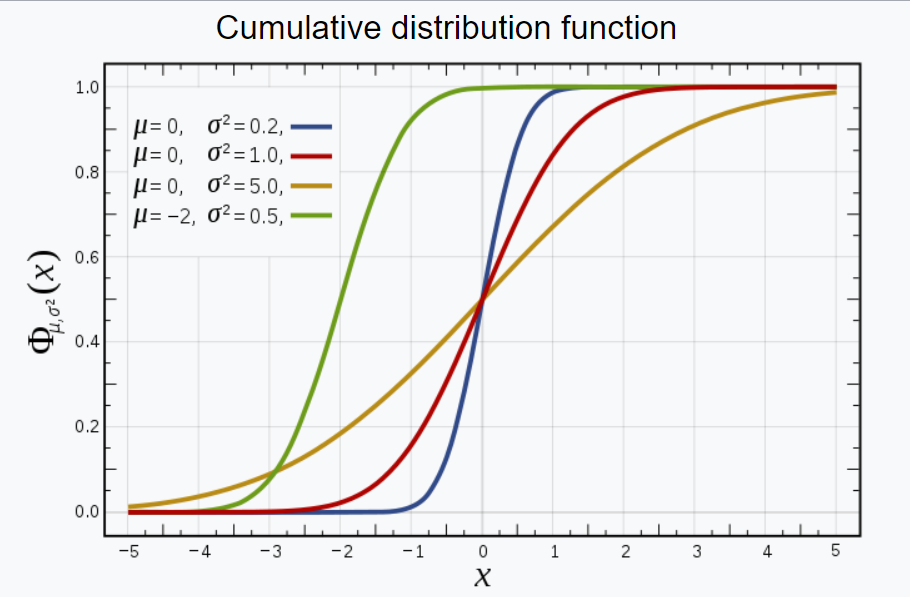 Cumulative distribution function
1.0
0.8
0.6
0.4
0.2
0.0
μ= 0, σ²=0.2,
μ= 0, σ²=1.0,
μ= 0, σ²=5.0,
μ= −2, σ²=0.5,
Φμ,σ²(x)
−5 −4 −3 −2 −1 0 1 2 3 4 5
x